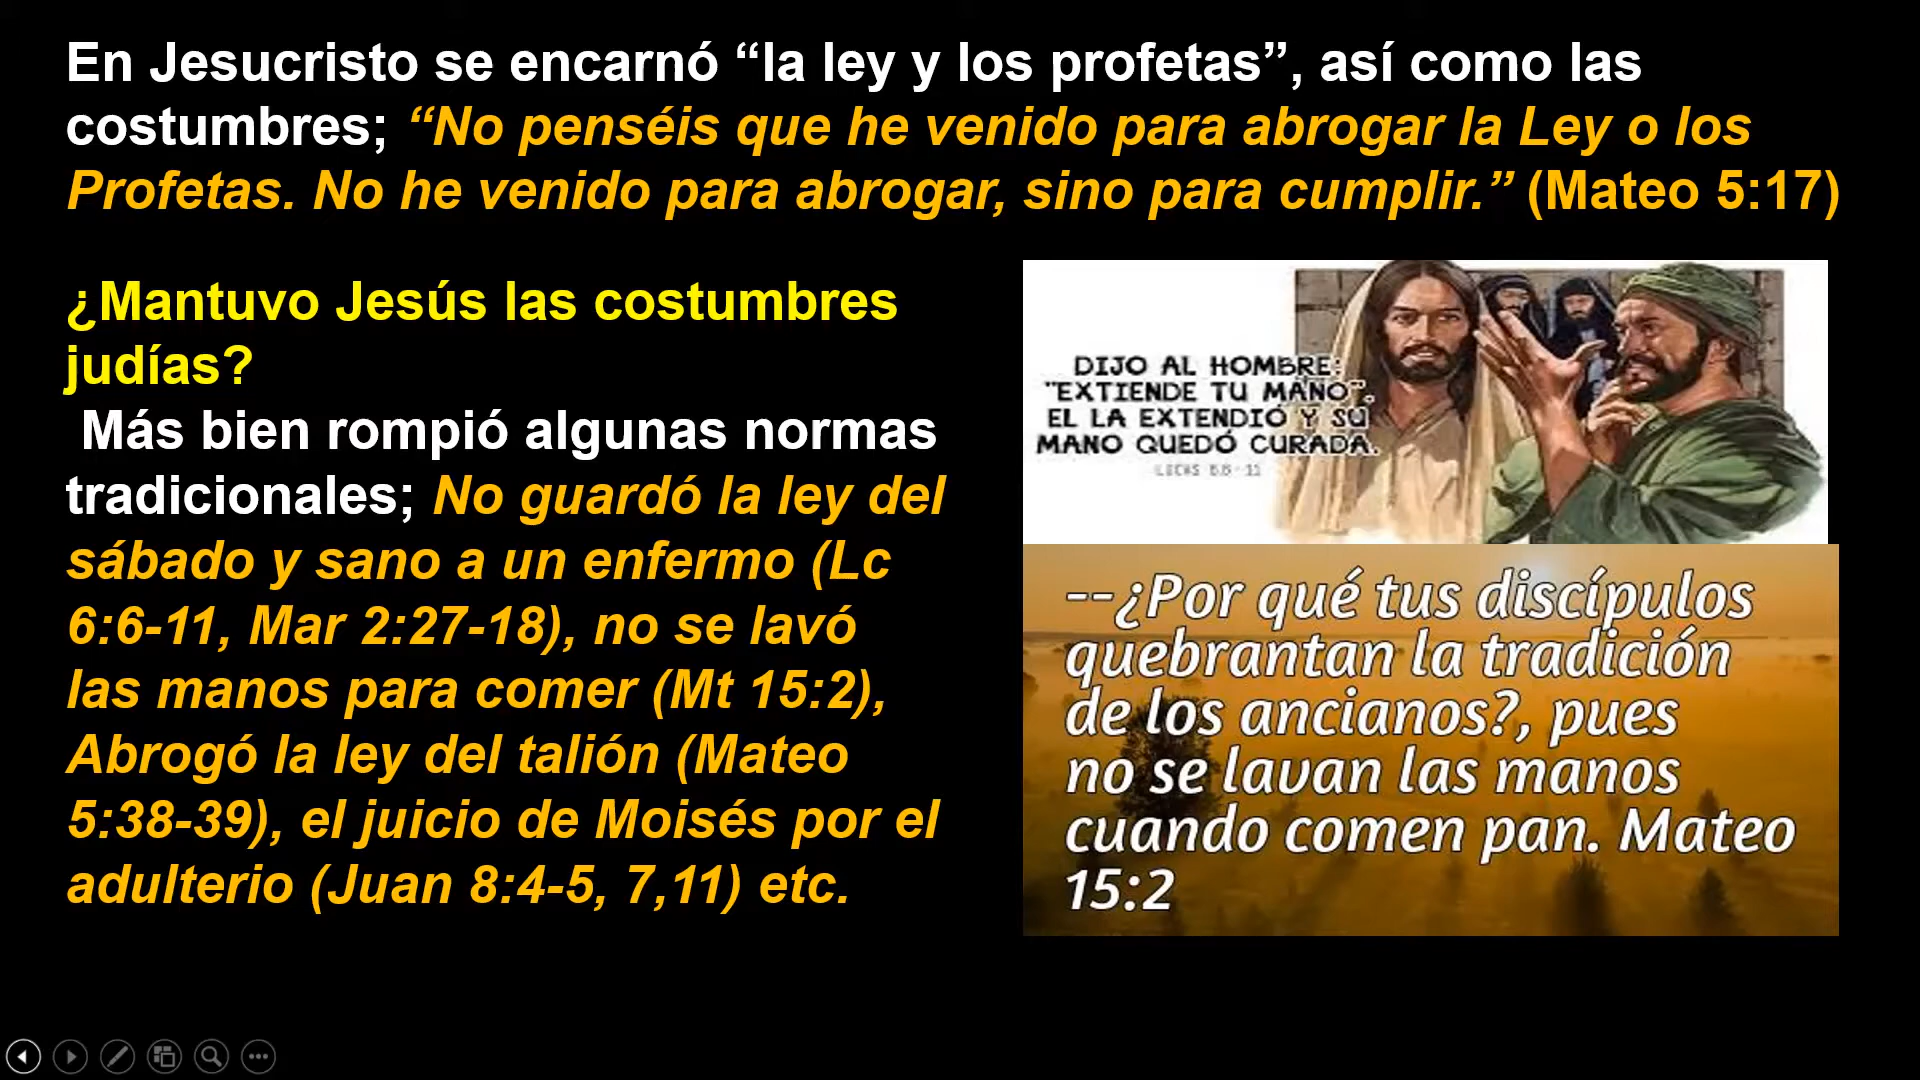 En Jesucristo se encarnó “la ley y los profetas”, así como las
costumbres; “No penséis que he venido para abrogar la Ley o los
Profetas. No he venido para abrogar, sino para cumplir.” (Mateo 5:17)
¿Mantuvo Jesús las costumbres
judías?
Más bien rompió algunas normas
tradicionales; No guardó la ley del
sábado y sano a un enfermo (Lc
6:6-11, Mar 2:27-18), no se lavó
las manos para comer (Mt 15:2),
Abrogó la ley del talión (Mateo
5:38-39), el juicio de Moisés por el
adulterio (Juan 8:4-5, 7,11) etc.
DIJO AL HOMBRE:
"EXTIENDE TU MANO".
EL LA EXTENDIÓ Y SU
MANO QUEDÓ CURADA.
LUCAS 6,6-11
--¿Por qué tus discípulos
quebrantan la tradición
de los ancianos?, pues
no se lavan las manos
cuando comen pan. Mateo
15:2